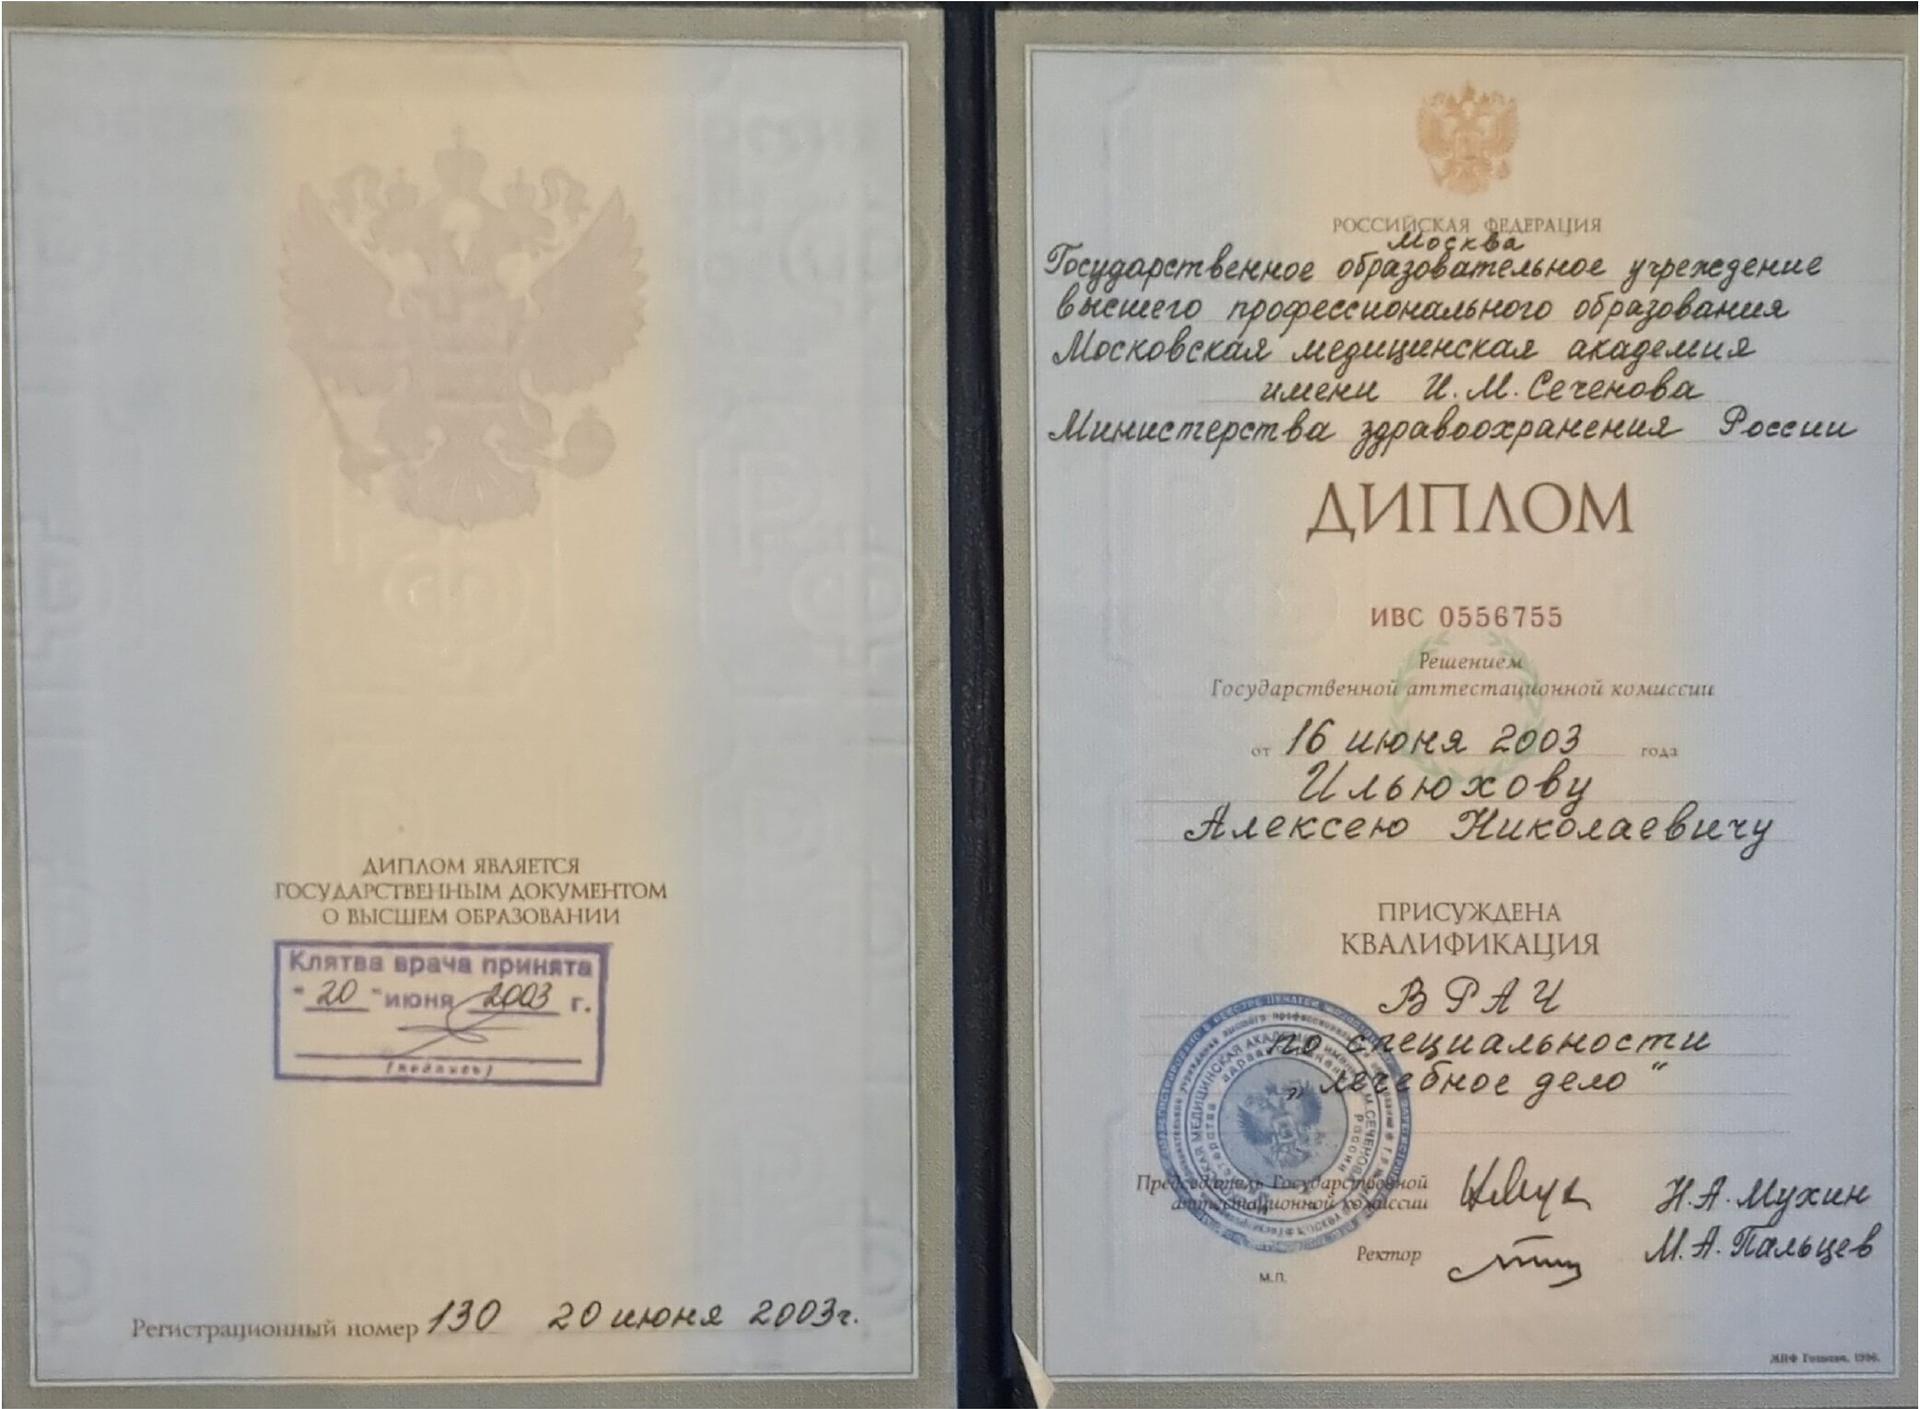 ДИПЛОМ ЯВЛЯЕТСЯ
ГОСУДАРСТВЕННЫМ ДОКУМЕНТОМ
О ВЫСШЕМ ОБРАЗОВАНИИ
Клятва врача принята
"20" июня 2003 г.
(подпись)
Регистрационный номер 130 20 июня 2003г.
РОССИЙСКАЯ ФЕДЕРАЦИЯ
Москва
Государственное образовательное учреждение
высшего профессионального образования
Московская медицинская академия
имени И.М.Сеченова
Министерства здравоохранения России
ДИПЛОМ
ИВС 0556755
Решением
Государственной аттестационной комиссии
от 16 июня 2003 года
Ильюхову
Алексею Николаевичу
ПРИСУЖДЕНА
КВАЛИФИКАЦИЯ
ВРАЧ
по специальности
„лечебное дело"
Председатель Государственной
аттестационной комиссии
Н.А.Мухин
Ректор
М.А.Пальцев
М.П.
МПФ Гознака, 1996.